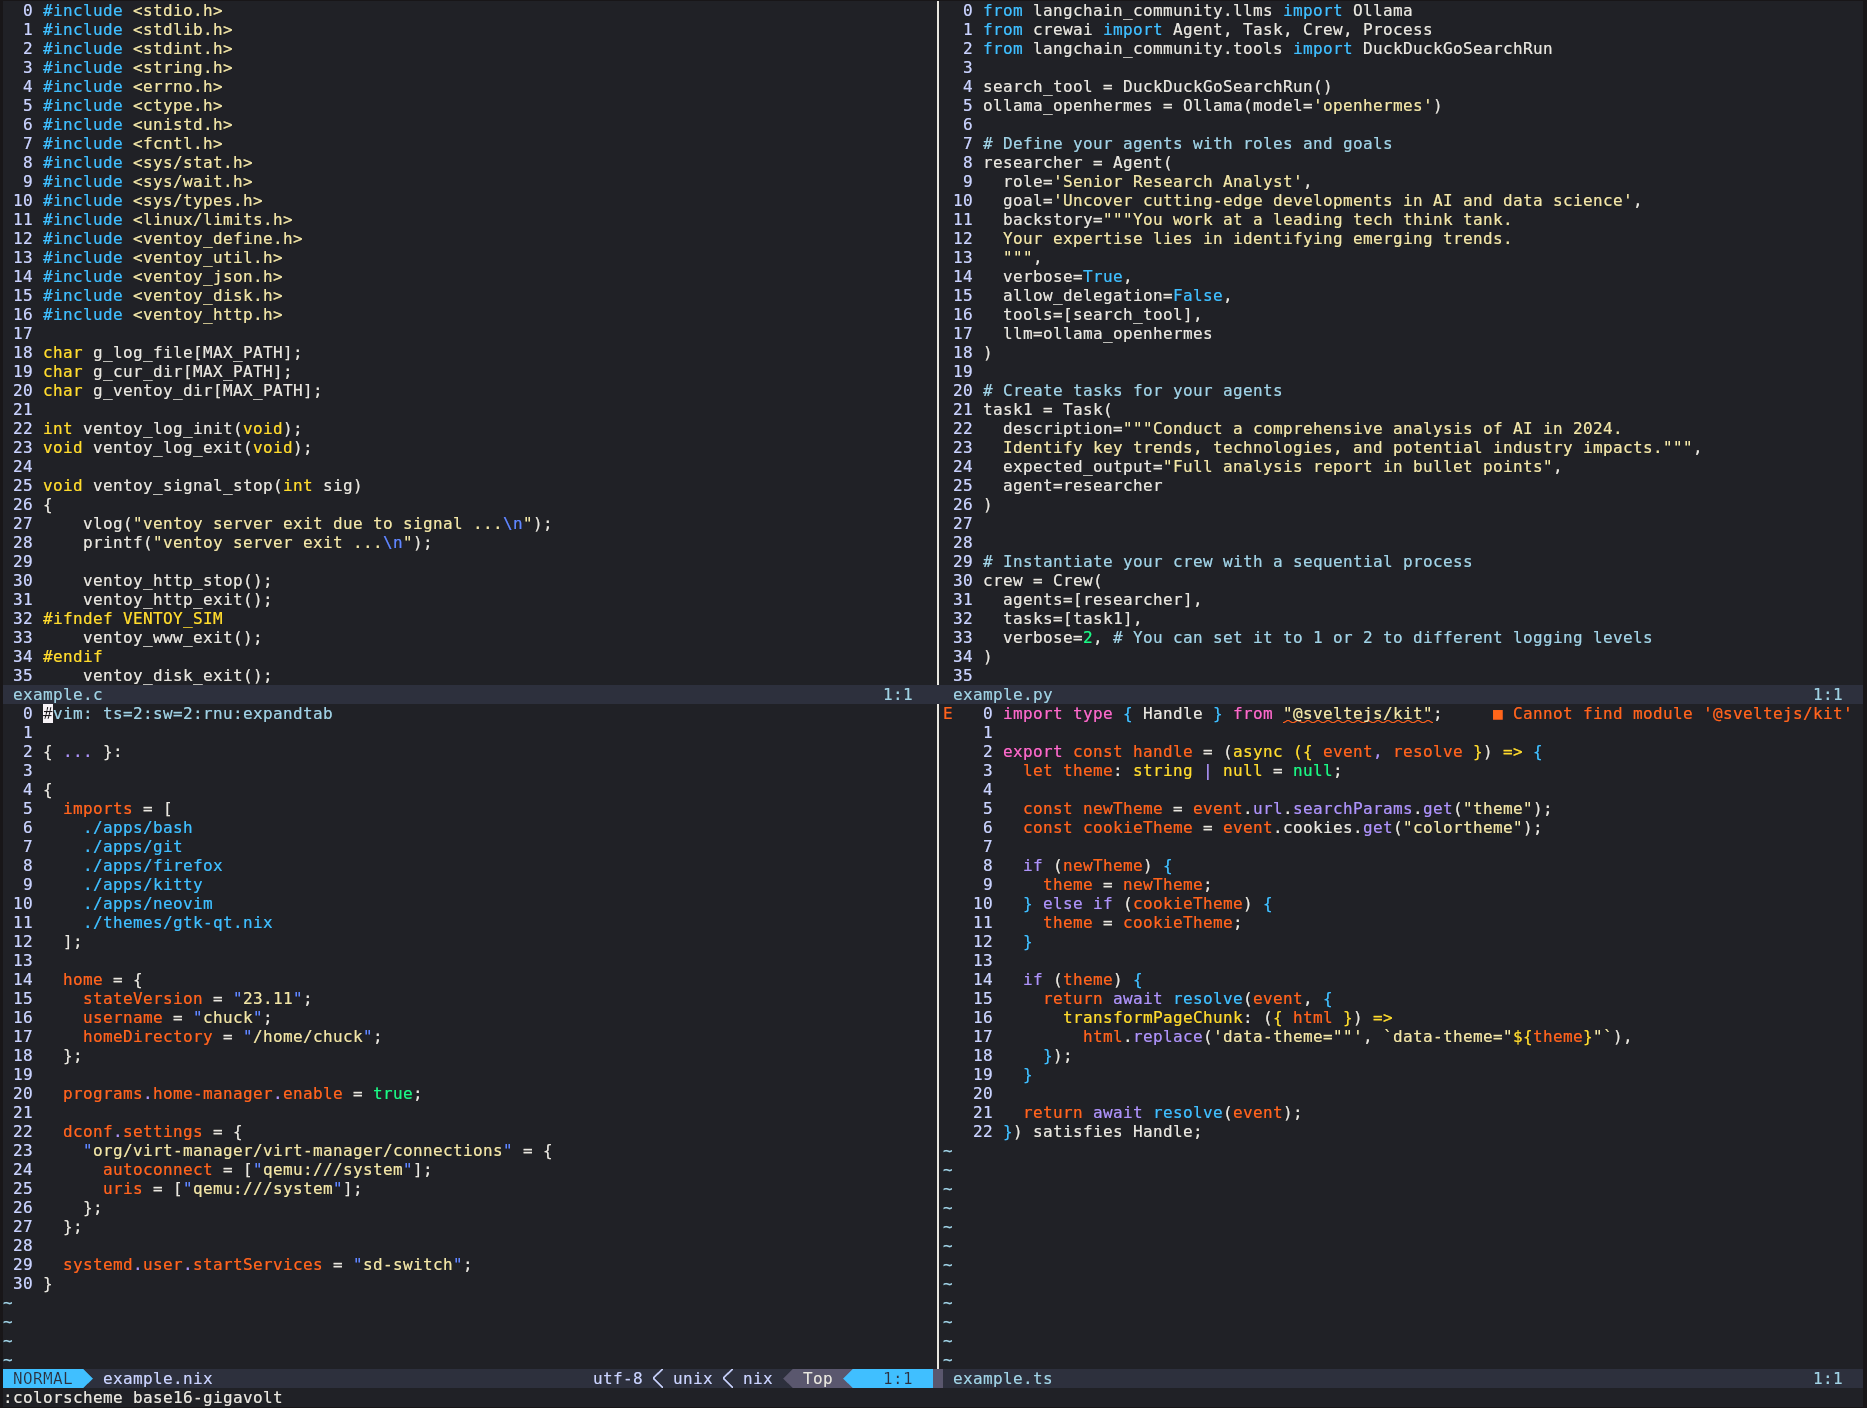 0 #include <stdio.h>
1 #include <stdlib.h>
2 #include <stdint.h>
3 #include <string.h>
4 #include <errno.h>
5 #include <ctype.h>
6 #include <unistd.h>
7 #include <fcntl.h>
8 #include <sys/stat.h>
9 #include <sys/wait.h>
10 #include <sys/types.h>
11 #include <linux/limits.h>
12 #include <ventoy_define.h>
13 #include <ventoy_util.h>
14 #include <ventoy_json.h>
15 #include <ventoy_disk.h>
16 #include <ventoy_http.h>
17
18 char g_log_file[MAX_PATH];
19 char g_cur_dir[MAX_PATH];
20 char g_ventoy_dir[MAX_PATH];
21
22 int ventoy_log_init(void);
23 void ventoy_log_exit(void);
24
25 void ventoy_signal_stop(int sig)
26 {
27     vlog("ventoy server exit due to signal ...\n");
28     printf("ventoy server exit ...\n");
29
30     ventoy_http_stop();
31     ventoy_http_exit();
32 #ifndef VENTOY_SIM
33     ventoy_www_exit();
34 #endif
35     ventoy_disk_exit();
example.c 1:1
0 from langchain_community.llms import Ollama
1 from crewai import Agent, Task, Crew, Process
2 from langchain_community.tools import DuckDuckGoSearchRun
3
4 search_tool = DuckDuckGoSearchRun()
5 ollama_openhermes = Ollama(model='openhermes')
6
7 # Define your agents with roles and goals
8 researcher = Agent(
9   role='Senior Research Analyst',
10   goal='Uncover cutting-edge developments in AI and data science',
11   backstory="""You work at a leading tech think tank.
12   Your expertise lies in identifying emerging trends.
13   """,
14   verbose=True,
15   allow_delegation=False,
16   tools=[search_tool],
17   llm=ollama_openhermes
18 )
19
20 # Create tasks for your agents
21 task1 = Task(
22   description="""Conduct a comprehensive analysis of AI in 2024.
23   Identify key trends, technologies, and potential industry impacts.""",
24   expected_output="Full analysis report in bullet points",
25   agent=researcher
26 )
27
28
29 # Instantiate your crew with a sequential process
30 crew = Crew(
31   agents=[researcher],
32   tasks=[task1],
33   verbose=2, # You can set it to 1 or 2 to different logging levels
34 )
35
example.py 1:1
0 #vim: ts=2:sw=2:rnu:expandtab
1
2 { ... }:
3
4 {
5   imports = [
6     ./apps/bash
7     ./apps/git
8     ./apps/firefox
9     ./apps/kitty
10     ./apps/neovim
11     ./themes/gtk-qt.nix
12   ];
13
14   home = {
15     stateVersion = "23.11";
16     username = "chuck";
17     homeDirectory = "/home/chuck";
18   };
19
20   programs.home-manager.enable = true;
21
22   dconf.settings = {
23     "org/virt-manager/virt-manager/connections" = {
24       autoconnect = ["qemu:///system"];
25       uris = ["qemu:///system"];
26     };
27   };
28
29   systemd.user.startServices = "sd-switch";
30 }
~
~
~
~
NORMAL example.nix utf-8 unix nix Top 1:1
E 0 import type { Handle } from "@sveltejs/kit";     ■ Cannot find module '@sveltejs/kit'
1
2 export const handle = (async ({ event, resolve }) => {
3   let theme: string | null = null;
4
5   const newTheme = event.url.searchParams.get("theme");
6   const cookieTheme = event.cookies.get("colortheme");
7
8   if (newTheme) {
9     theme = newTheme;
10   } else if (cookieTheme) {
11     theme = cookieTheme;
12   }
13
14   if (theme) {
15     return await resolve(event, {
16       transformPageChunk: ({ html }) =>
17         html.replace('data-theme=""', `data-theme="${theme}"`),
18     });
19   }
20
21   return await resolve(event);
22 }) satisfies Handle;
~
~
~
~
~
~
~
~
~
~
~
~
example.ts 1:1
:colorscheme base16-gigavolt